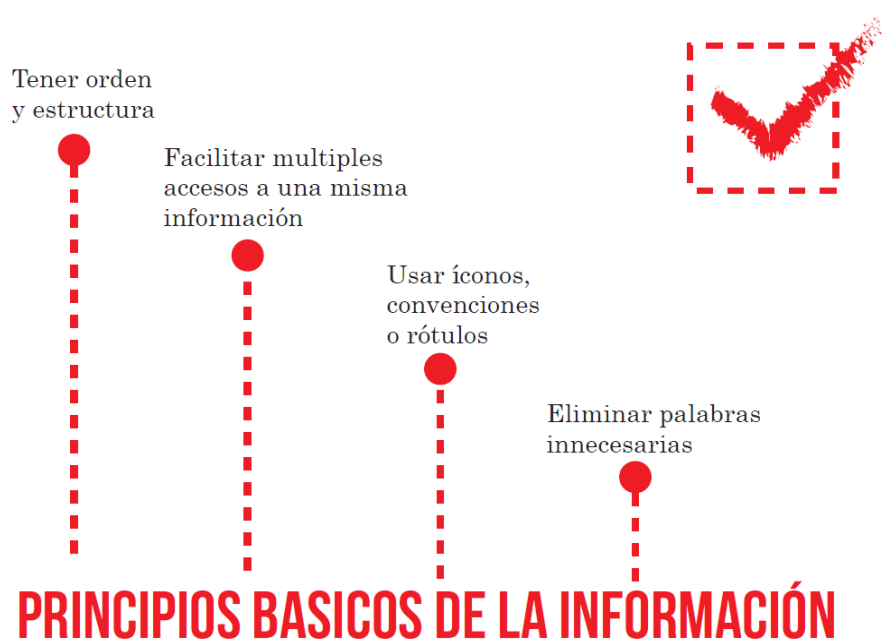 Tener orden
y estructura
Facilitar multiples
accesos a una misma
información
Usar íconos,
convenciones
o rótulos
Eliminar palabras
innecesarias
PRINCIPIOS BASICOS DE LA INFORMACIÓN